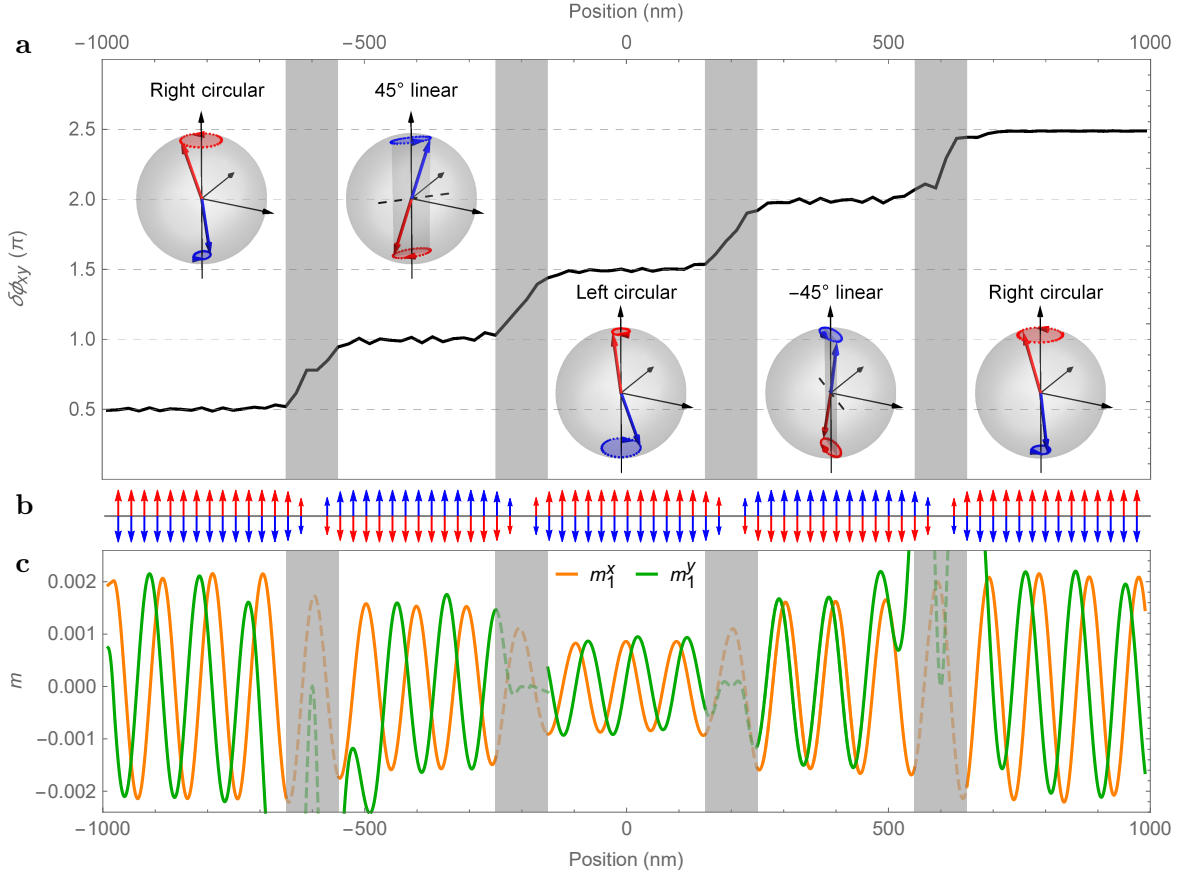 Position (nm)
a
−1000 −500 0 500 1000
Right circular 45° linear
2.5
2.0
1.5
1.0
0.5
δϕxy (π)
Left circular −45° linear Right circular
b
c
m₁ˣ m₁ʸ
0.002
0.001
0.000
−0.001
−0.002
m
−1000 −500 0 500 1000
Position (nm)